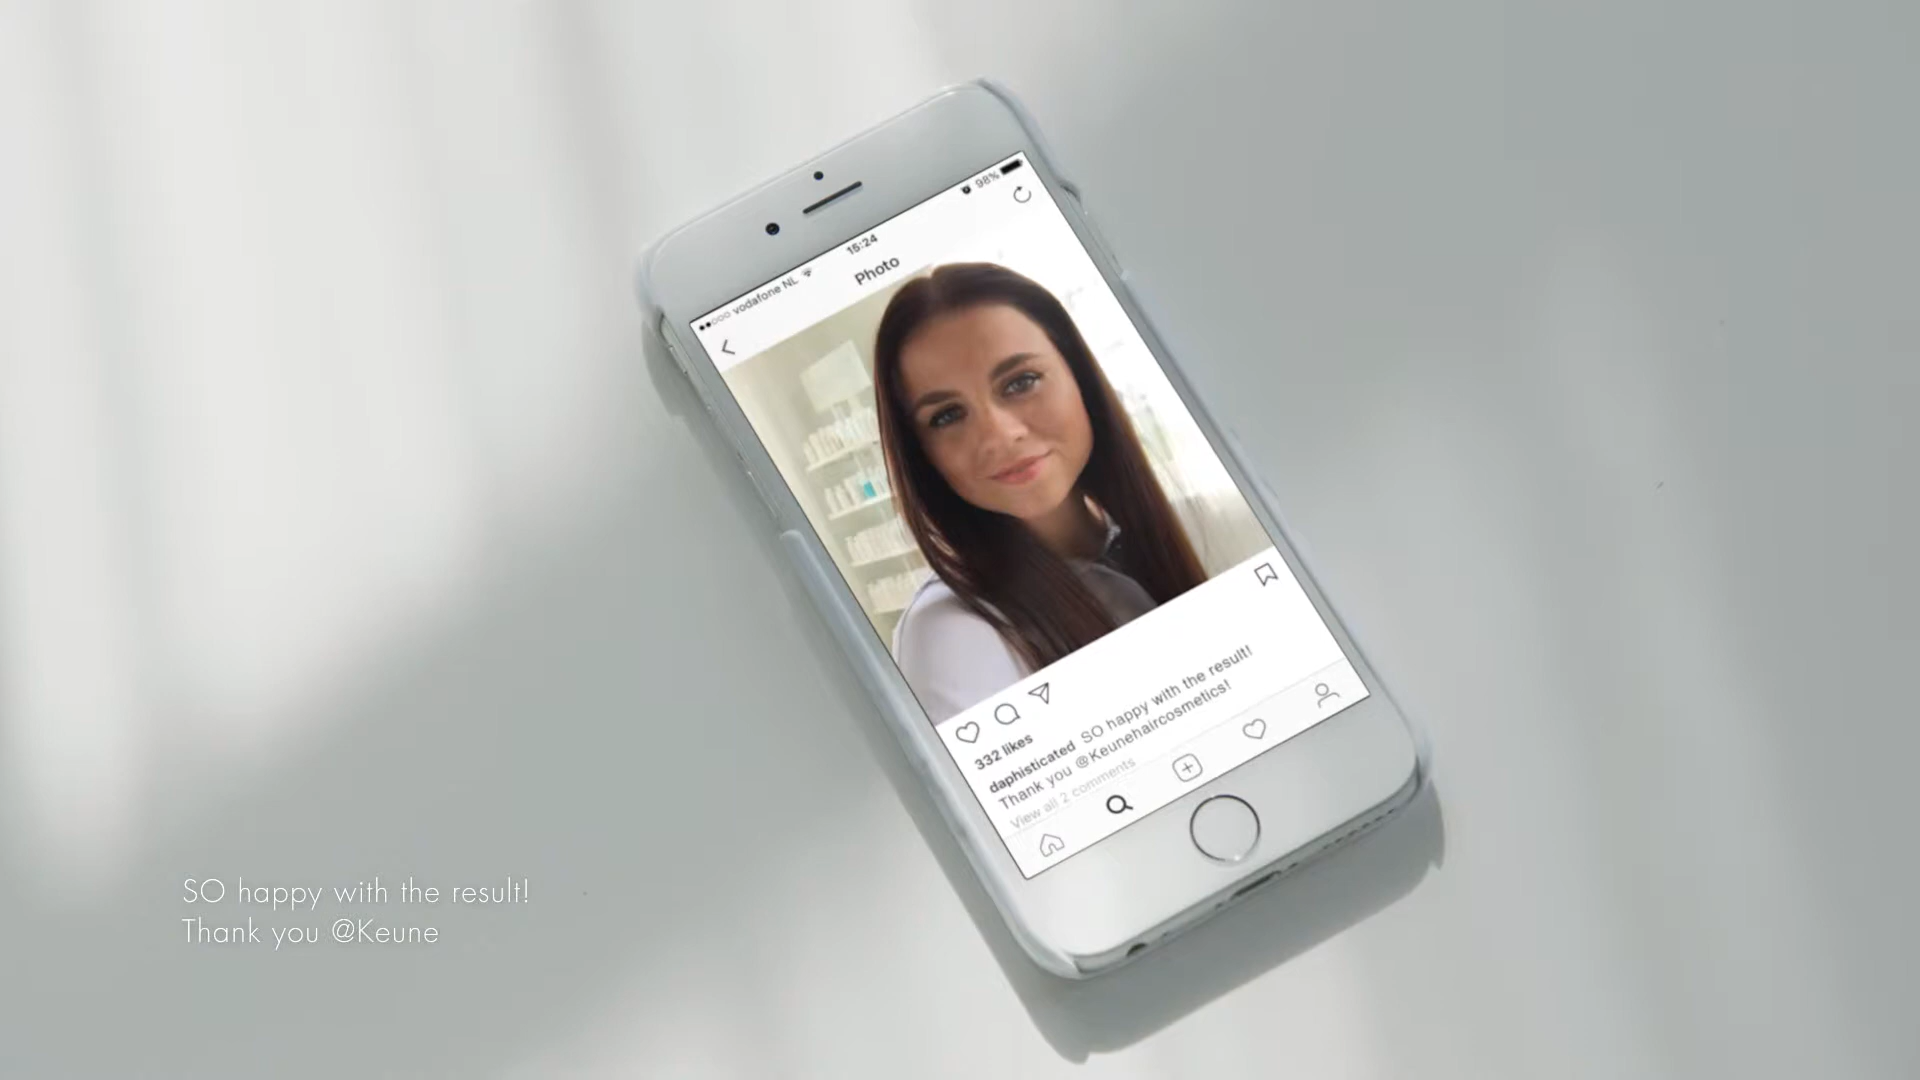 vodafone NL
15:24
98%
Photo
332 likes
daphisticated SO happy with the result!
Thank you @Keunehaircosmetics!
View all 2 comments
SO happy with the result!
Thank you @Keune